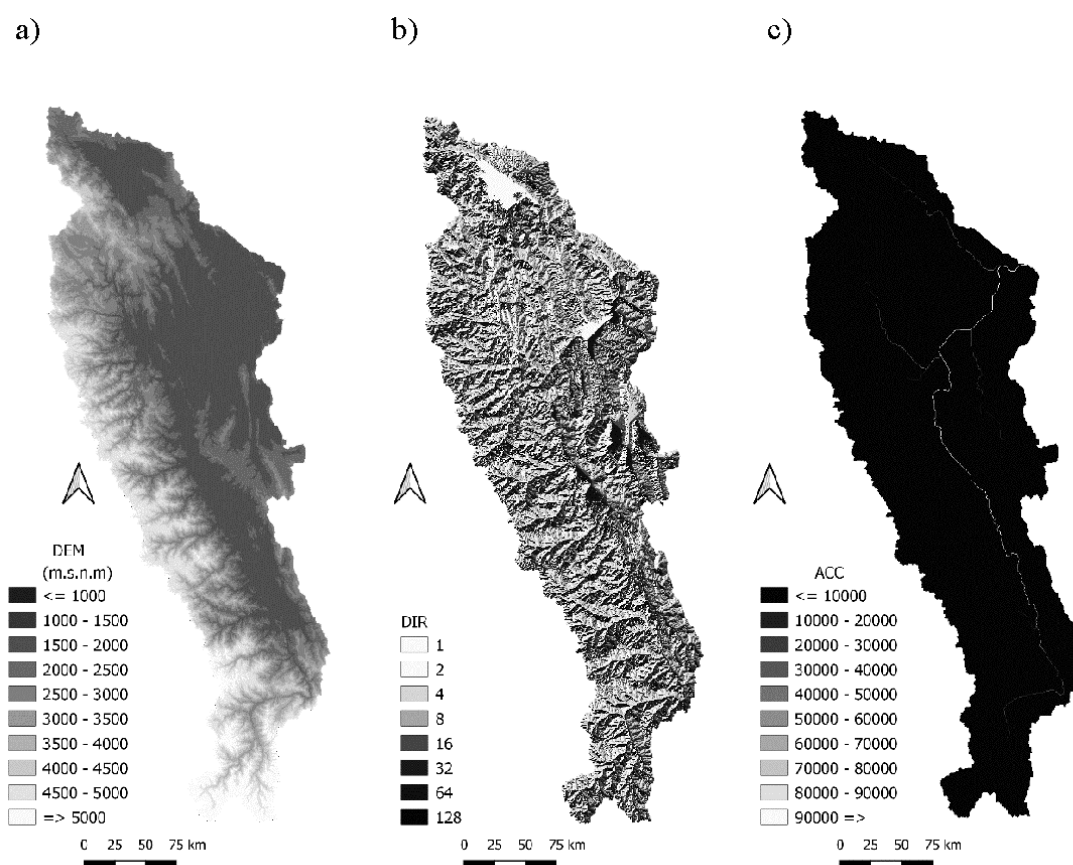 a)
b)
c)
DEM
(m.s.n.m)
<= 1000
1000 - 1500
1500 - 2000
2000 - 2500
2500 - 3000
3000 - 3500
3500 - 4000
4000 - 4500
4500 - 5000
=> 5000
0 25 50 75 km
DIR
1
2
4
8
16
32
64
128
0 25 50 75 km
ACC
<= 10000
10000 - 20000
20000 - 30000
30000 - 40000
40000 - 50000
50000 - 60000
60000 - 70000
70000 - 80000
80000 - 90000
90000 =>
0 25 50 75 km